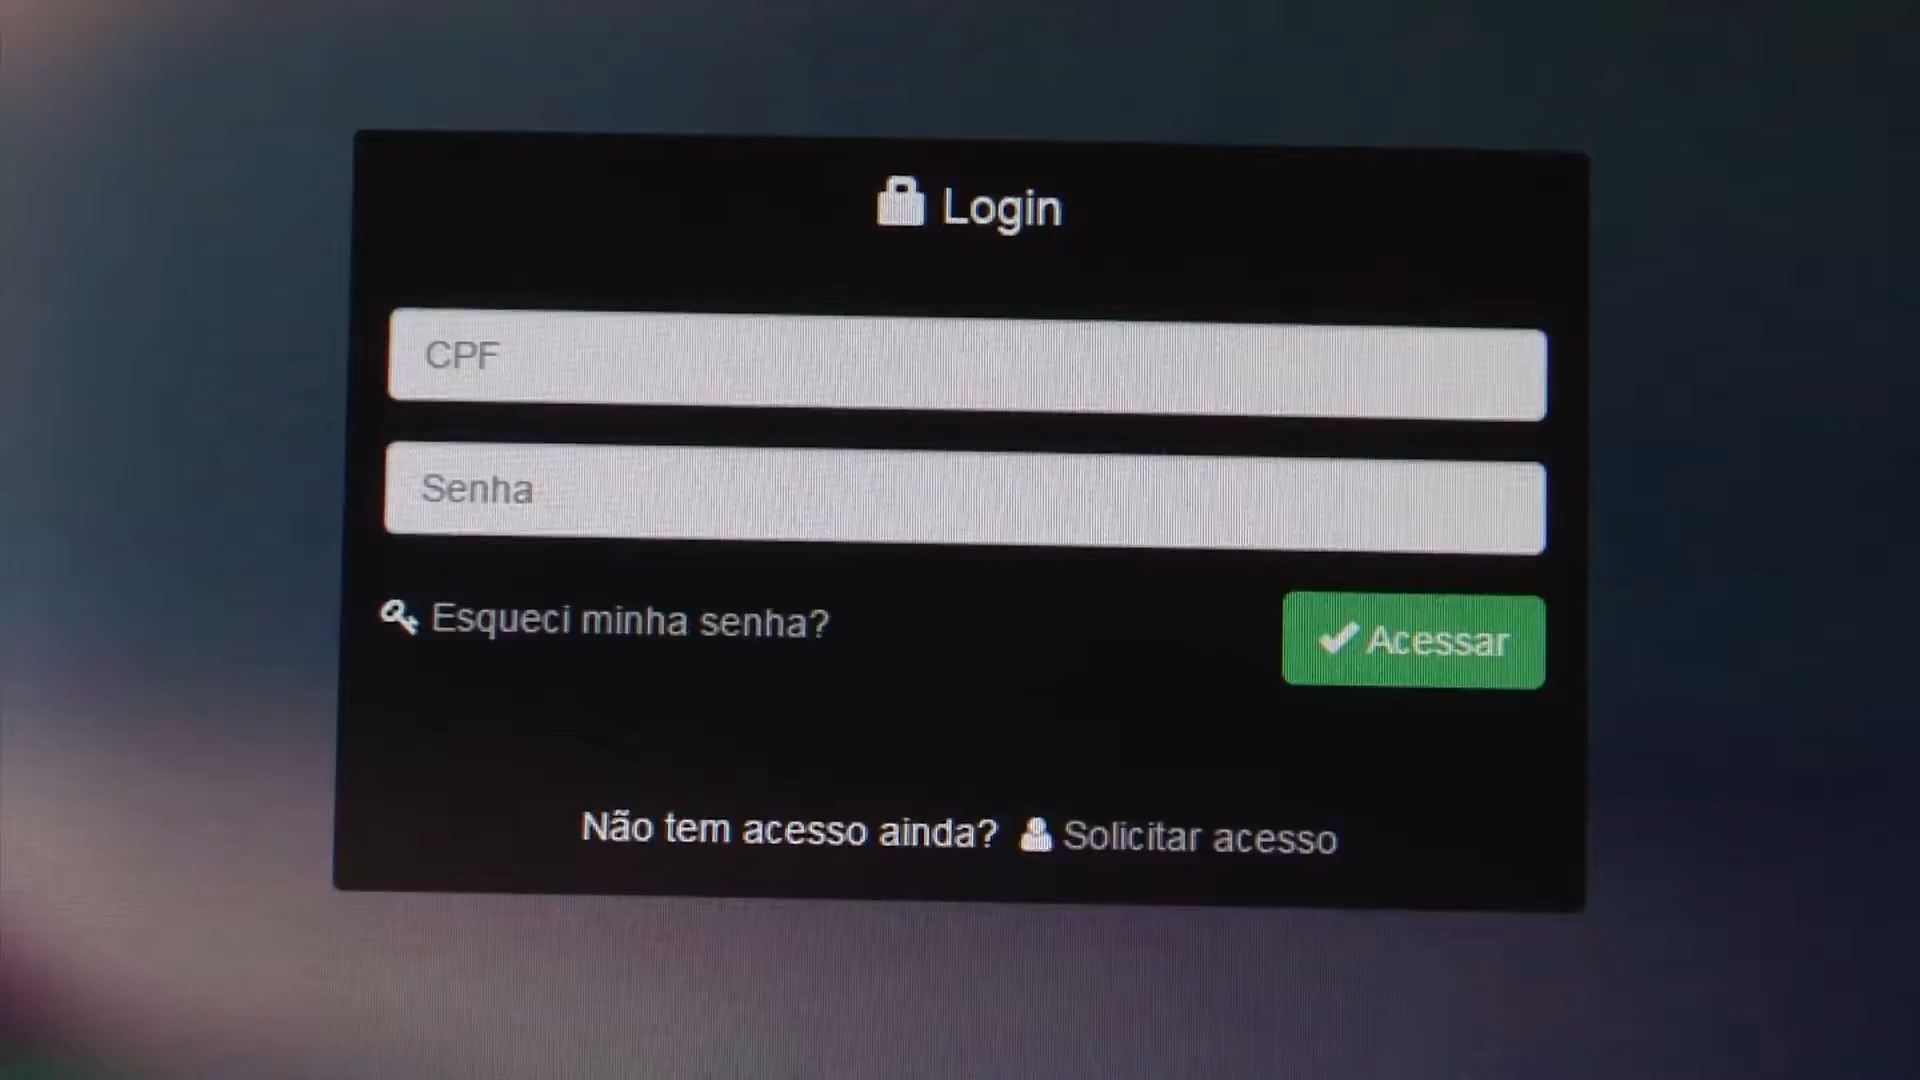 Login
CPF
Senha
Esqueci minha senha?
Acessar
Não tem acesso ainda? Solicitar acesso